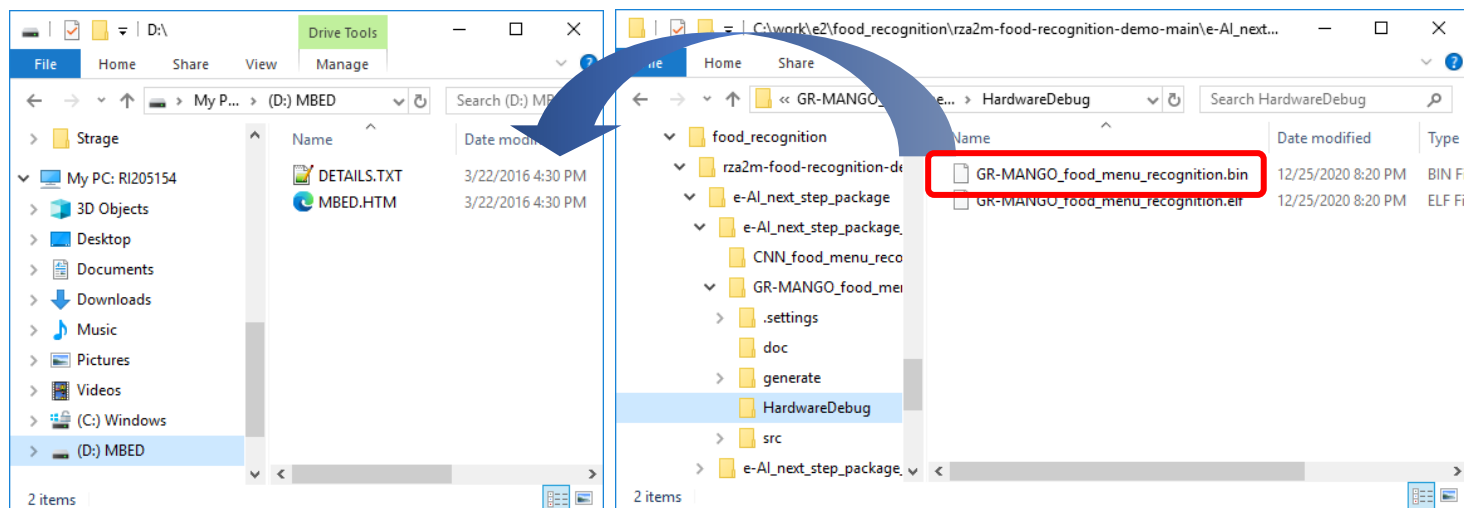 D:\
Drive Tools
File
Home
Share
View
Manage
My P...
(D:) MBED
Search (D:)
Strage
My PC: RI205154
3D Objects
Desktop
Documents
Downloads
Music
Pictures
Videos
(C:) Windows
(D:) MBED
Name
Date
DETAILS.TXT
3/22/2016 4:30 PM
MBED.HTM
3/22/2016 4:30 PM
2 items
C:\work\e2\food_recognition\rza2m-food-recognition-demo-main\e-AI_next...
Home
Share
« GR-MANGO_
HardwareDebug
Search HardwareDebug
food_recognition
rza2m-food-recognition-de
e-AI_next_step_package
e-AI_next_step_package_
CNN_food_menu_reco
GR-MANGO_food_me
.settings
doc
generate
HardwareDebug
src
e-AI_next_step_package_
Name
Date modified
Type
GR-MANGO_food_menu_recognition.bin
12/25/2020 8:20 PM
BIN Fi
GR-MANGO_food_menu_recognition.elf
12/25/2020 8:20 PM
ELF Fi
2 items